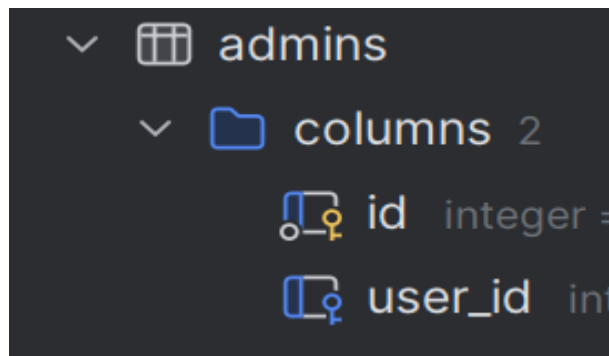 admins
columns 2
id integer =
user_id